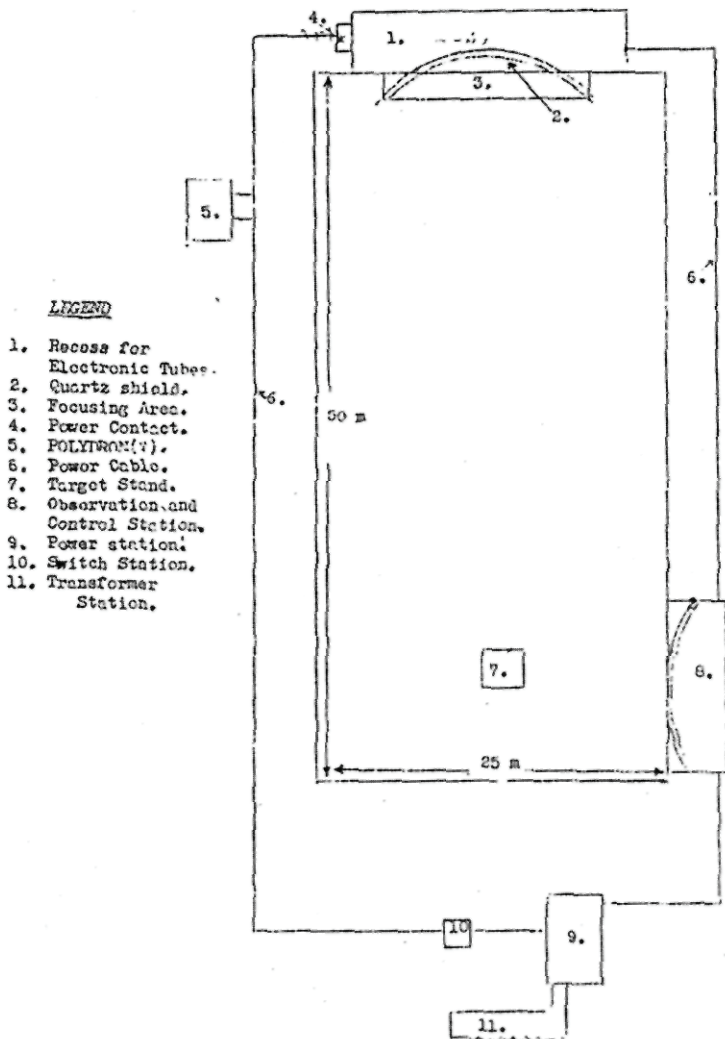 4.
1.
3.
2.
5.
6.
LEGEND
1. Recess for
Electronic Tubes.
2. Quartz shield.
3. Focusing Area.
4. Power Contact.
5. POLYDRON(?).
6. Power Cable.
7. Target Stand.
8. Observation and
Control Station.
9. Power station.
10. Switch Station.
11. Transformer
Station.
6.
50 m
7.
8.
25 m
10
9.
11.